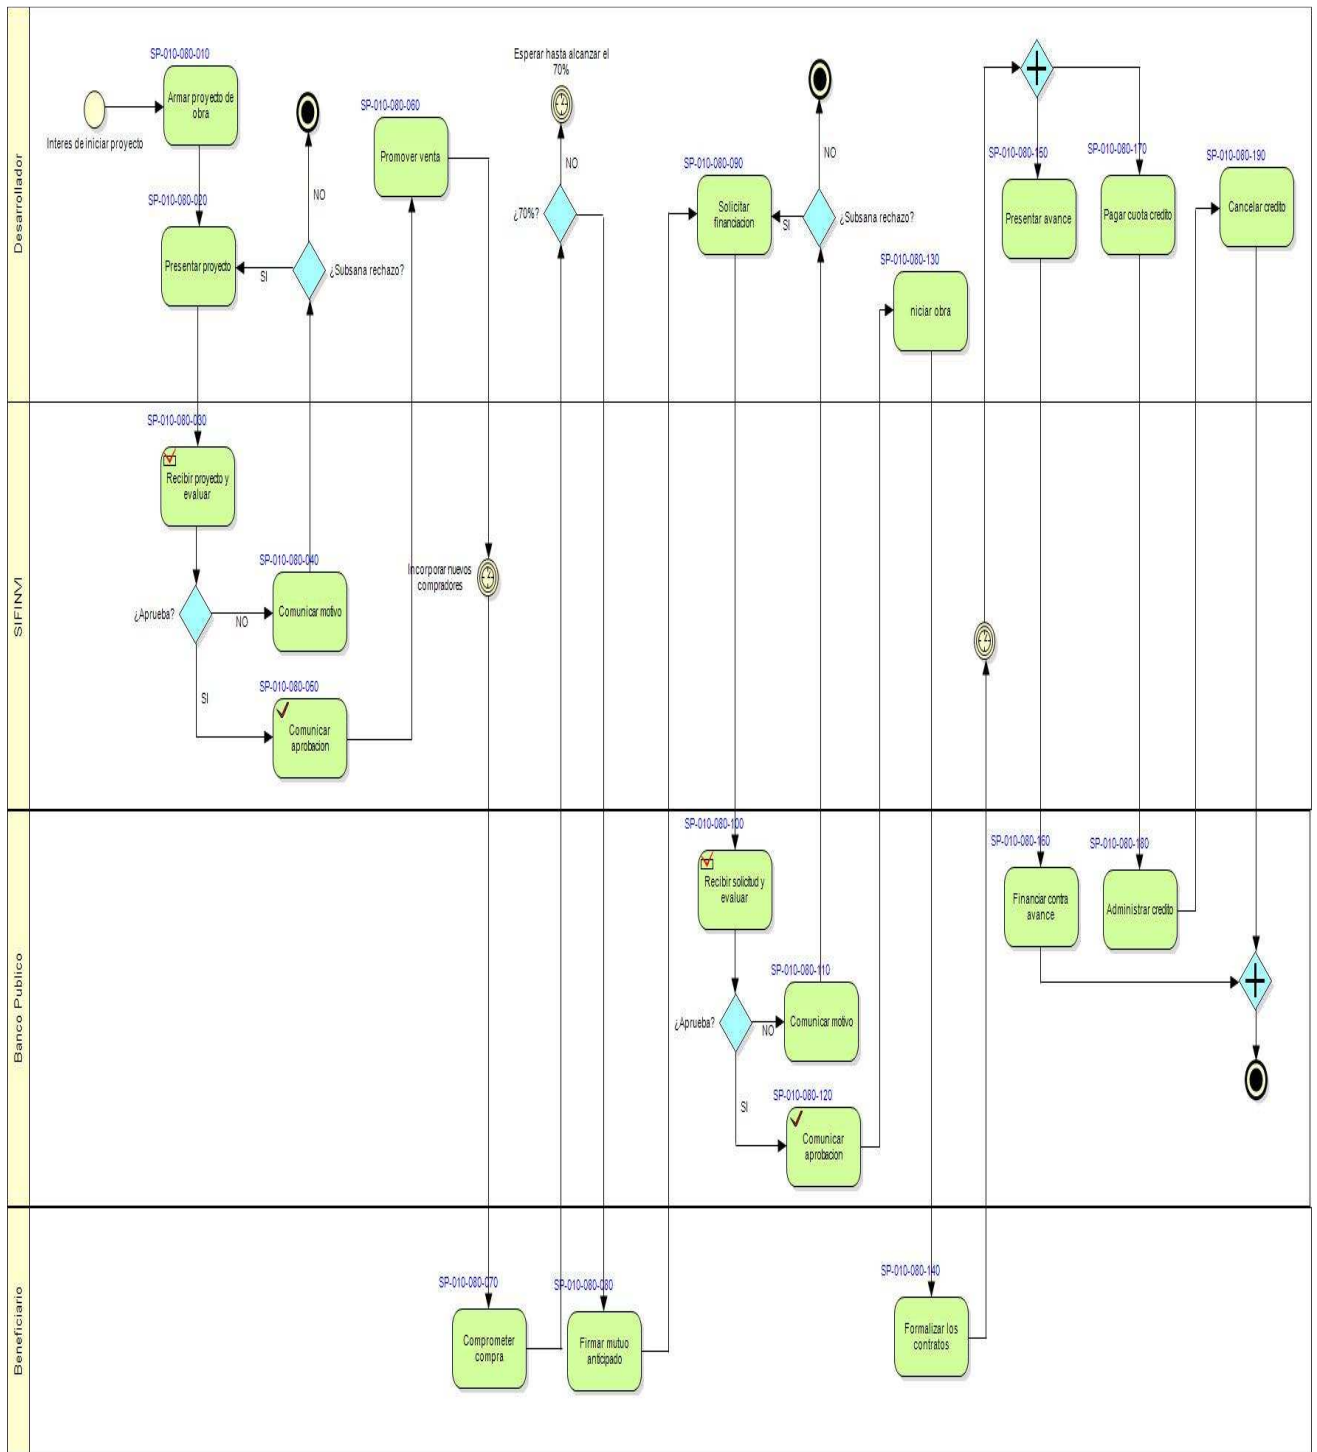 Desarrollador
SP-010-080-010
Armar proyecto de
obra
Interes de iniciar proyecto
SP-010-080-020
Presentar proyecto
NO
SI
¿Subsana rechazo?
SP-010-080-060
Promover venta
Esperar hasta alcanzar el
70%
NO
¿70%?
SP-010-080-090
Solicitar
financiacion
NO
SI
¿Subsana rechazo?
SP-010-080-130
niciar obra
SP-010-080-150
Presentar avance
SP-010-080-170
Pagar cuota credito
SP-010-080-190
Cancelar credito
SIFINVI
SP-010-080-030
Recibir proyecto y
evaluar
¿Aprueba?
NO
SI
SP-010-080-040
Comunicar motivo
SP-010-080-050
Comunicar
aprobacion
Incorporar nuevos
compradores
Banco Publico
SP-010-080-100
Recibir solicitud y
evaluar
¿Aprueba?
NO
SI
SP-010-080-110
Comunicar motivo
SP-010-080-120
Comunicar
aprobacion
SP-010-080-160
Financiar contra
avance
SP-010-080-180
Administrar credito
Beneficiario
SP-010-080-070
Comprometer
compra
SP-010-080-080
Firmar mutuo
anticipado
SP-010-080-140
Formalizar los
contratos